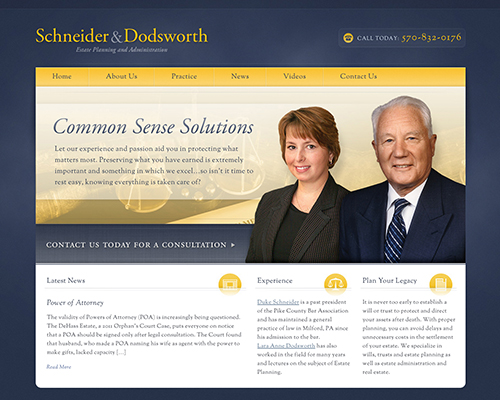 Schneider&Dodsworth
Estate Planning and Administration
CALL TODAY: 570-832-0176
Home About Us Practice News Videos Contact Us
Common Sense Solutions
Let our experience and passion aid you in protecting what
matters most. Preserving what you have earned is extremely
important and something in which we excel...so isn't it time to
rest easy, knowing everything is taken care of?
CONTACT US TODAY FOR A CONSULTATION ▸
Latest News
Power of Attorney
The validity of Powers of Attorney (POA) is increasingly being questioned.
The DeHass Estate, a 2011 Orphan's Court Case, puts everyone on notice
that a POA should be signed only after legal consultation. The Court found
that husband, who made a POA naming his wife as agent with the power to
make gifts, lacked capacity [...]
Read More
Experience
Duke Schneider is a past president
of the Pike County Bar Association
and has maintained a general
practice of law in Milford, PA since
his admission to the bar.
Lara Anne Dodsworth has also
worked in the field for many years
and lectures on the subject of Estate
Planning.
Plan Your Legacy
It is never too early to establish a
will or trust to protect and direct
your assets after death. With proper
planning, you can avoid delays and
unnecessary costs in the settlement
of your estate. We specialize in
wills, trusts and estate planning as
well as estate administration and
real estate.